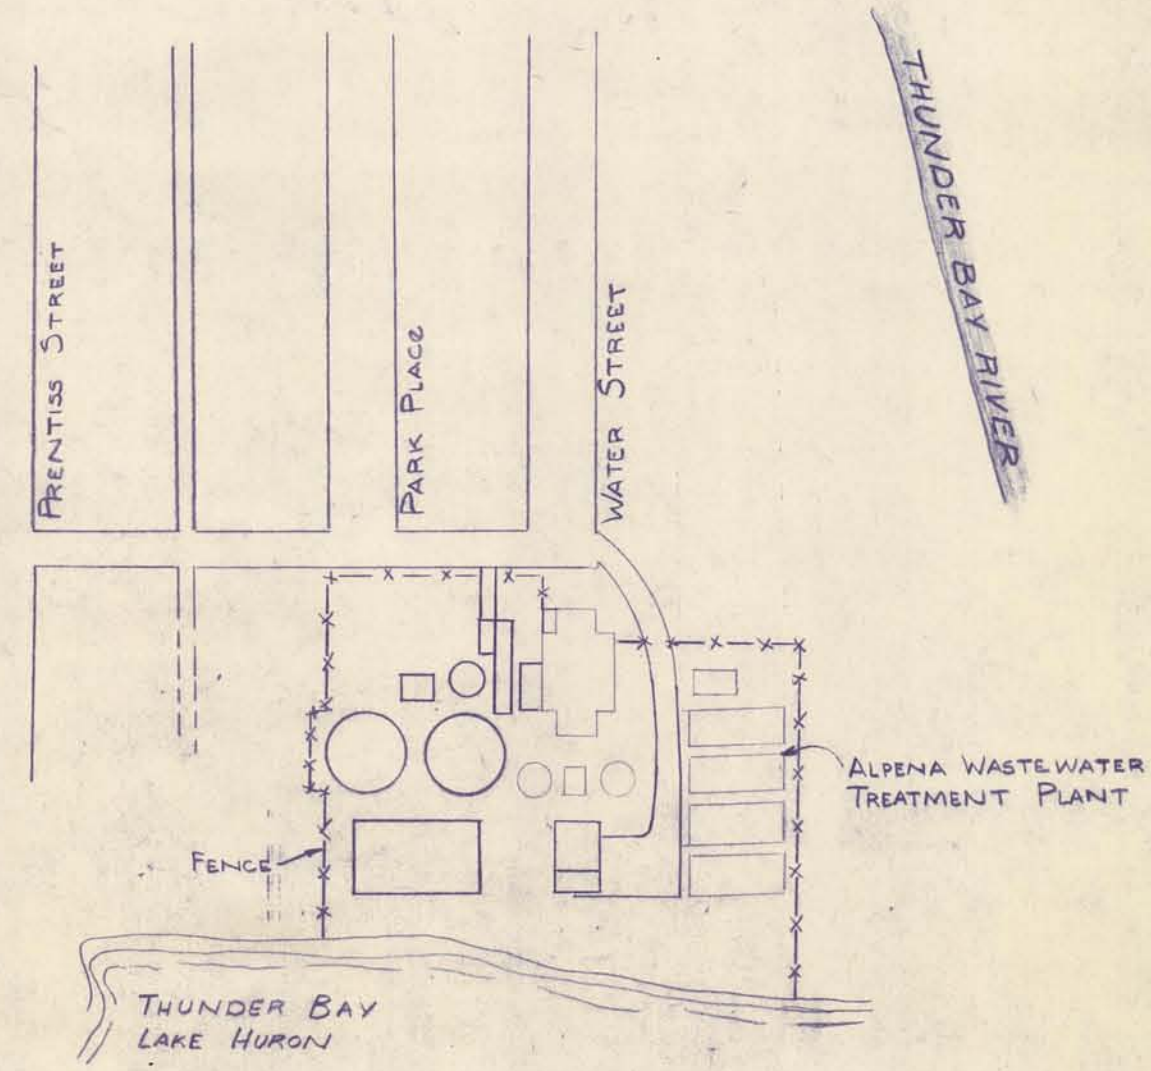 THUNDER BAY RIVER
PRENTISS STREET
PARK PLACE
WATER STREET
ALPENA WASTEWATER
TREATMENT PLANT
FENCE
THUNDER BAY
LAKE HURON